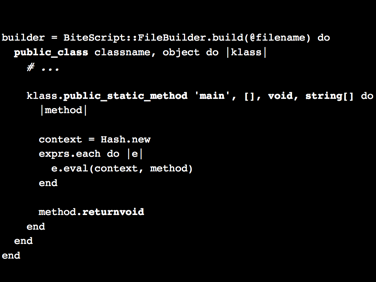 builder = BiteScript::FileBuilder.build(@filename) do
  public_class classname, object do |klass|
    # ...

    klass.public_static_method 'main', [], void, string[] do
      |method|

      context = Hash.new
      exprs.each do |e|
        e.eval(context, method)
      end

      method.returnvoid
    end
  end
end